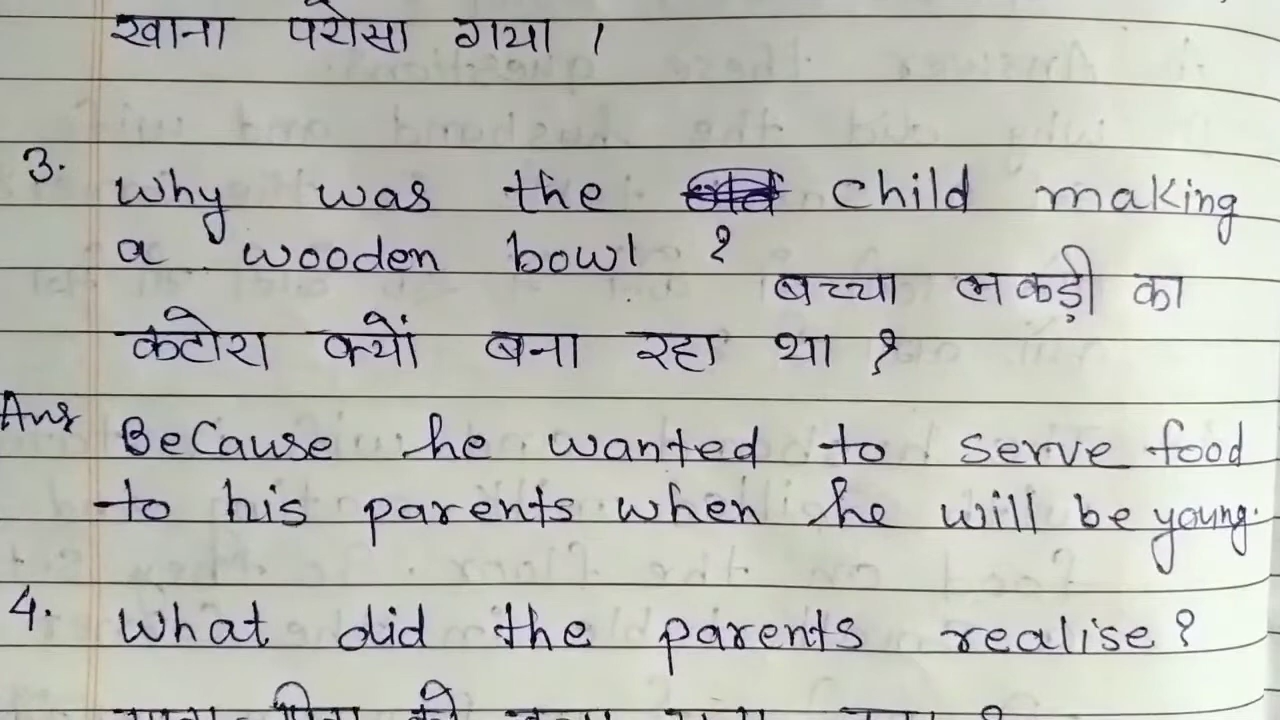 खाना परोसा गया ।
3. Why was the child making
a wooden bowl ?
बच्चा लकड़ी का
कटोरा क्यों बना रहा था ?
Ans Because he wanted to serve food
to his parents when he will be young.
4. What did the parents realise?